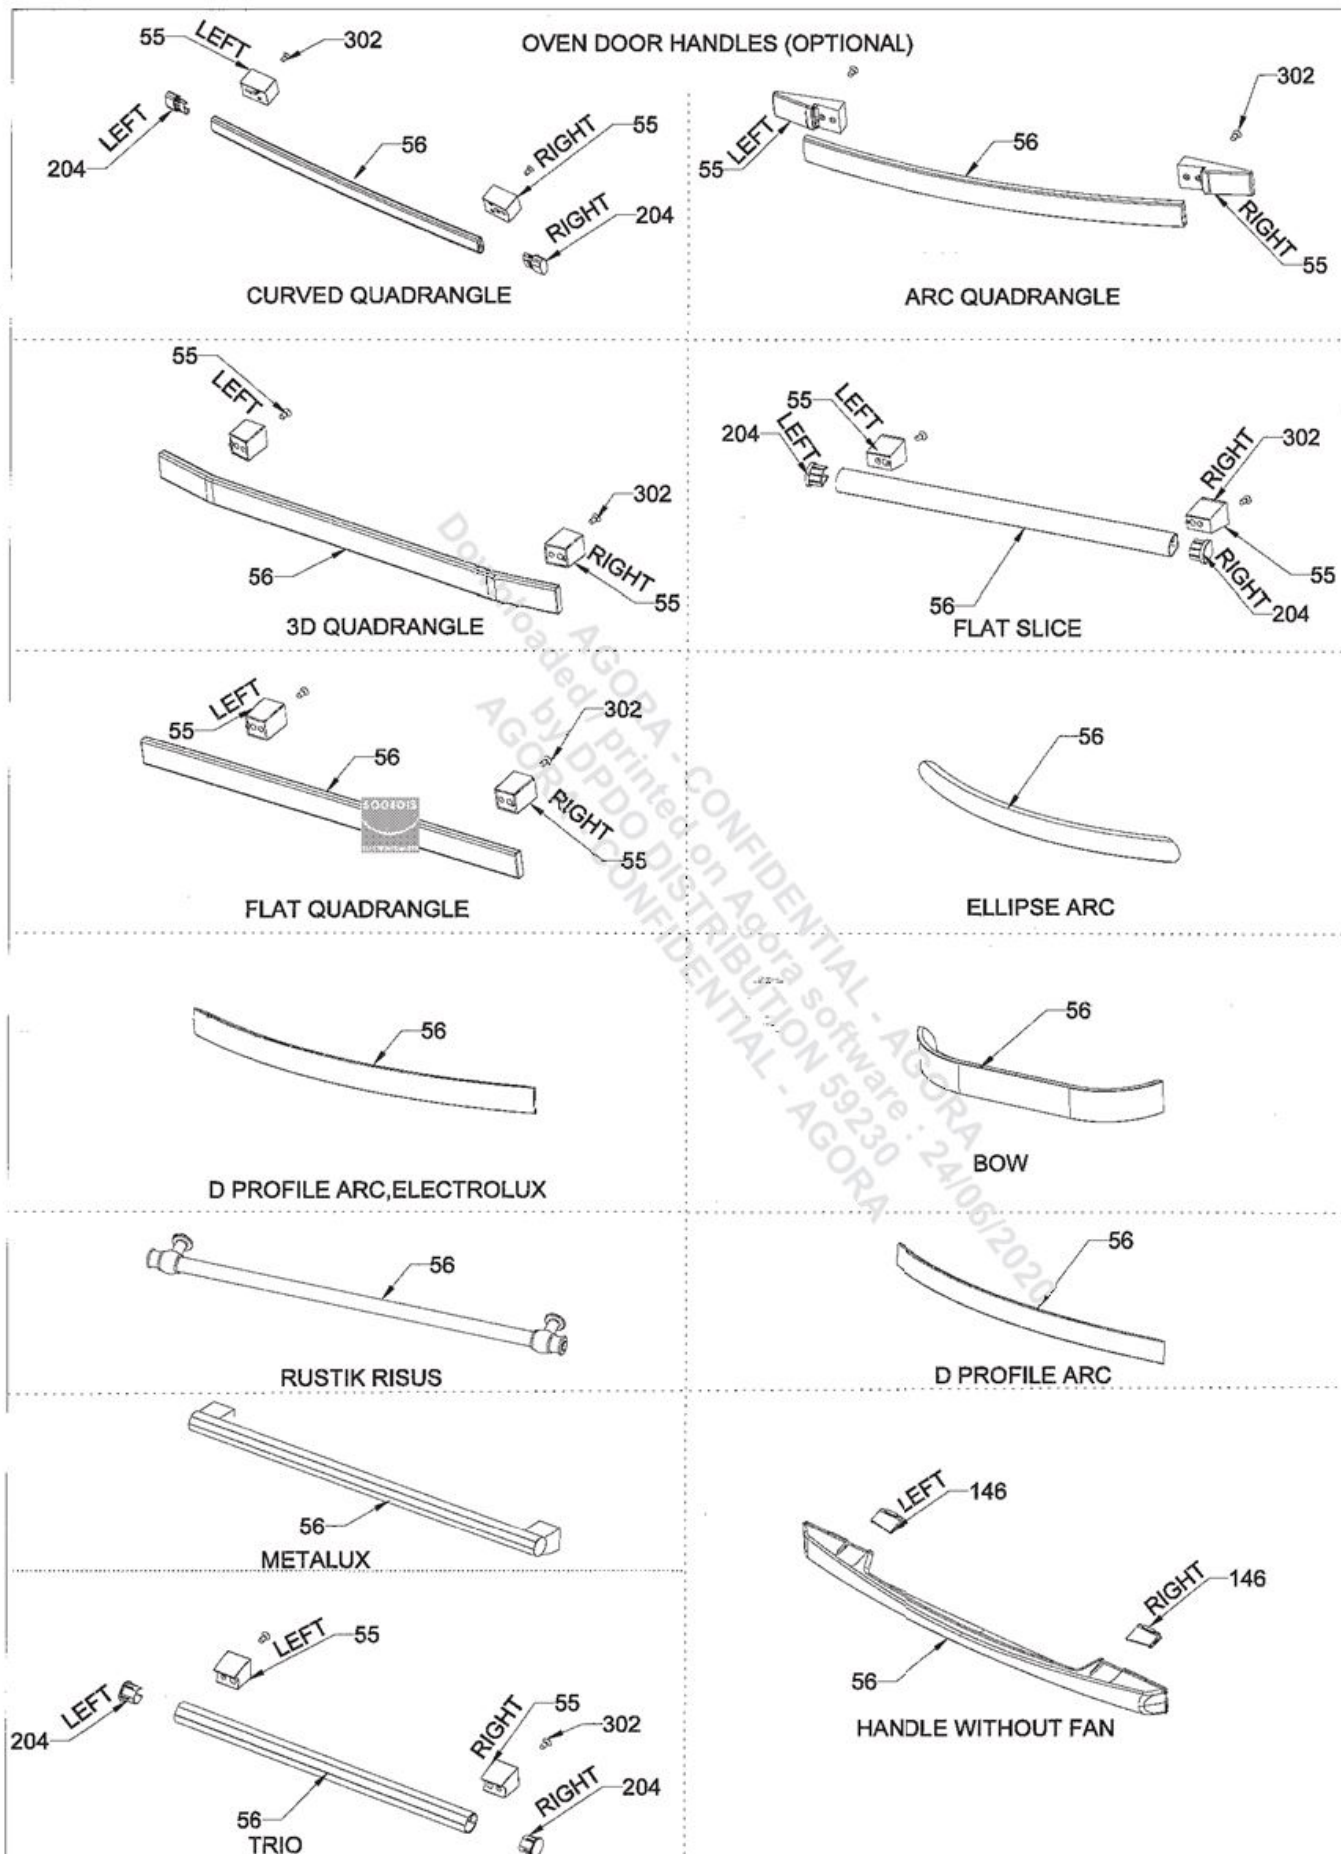 OVEN DOOR HANDLES (OPTIONAL)
55
LEFT
302
LEFT
204
56
RIGHT
55
RIGHT
204
CURVED QUADRANGLE
302
55
LEFT
56
RIGHT
55
ARC QUADRANGLE
55
LEFT
302
56
RIGHT
55
3D QUADRANGLE
55
LEFT
204
LEFT
RIGHT
302
55
RIGHT
204
56
FLAT SLICE
LEFT
55
56
302
RIGHT
55
FLAT QUADRANGLE
56
ELLIPSE ARC
56
D PROFILE ARC,ELECTROLUX
56
BOW
56
RUSTIK RISUS
56
D PROFILE ARC
56
METALUX
LEFT
146
RIGHT
146
56
HANDLE WITHOUT FAN
LEFT
55
204
LEFT
RIGHT
55
302
RIGHT
204
56
TRIO
AGORA - CONFIDENTIAL - AGORA
Downloaded / printed on Agora software : 24/06/2020
by DPDO DISTRIBUTION 59230
AGORA - CONFIDENTIAL - AGORA